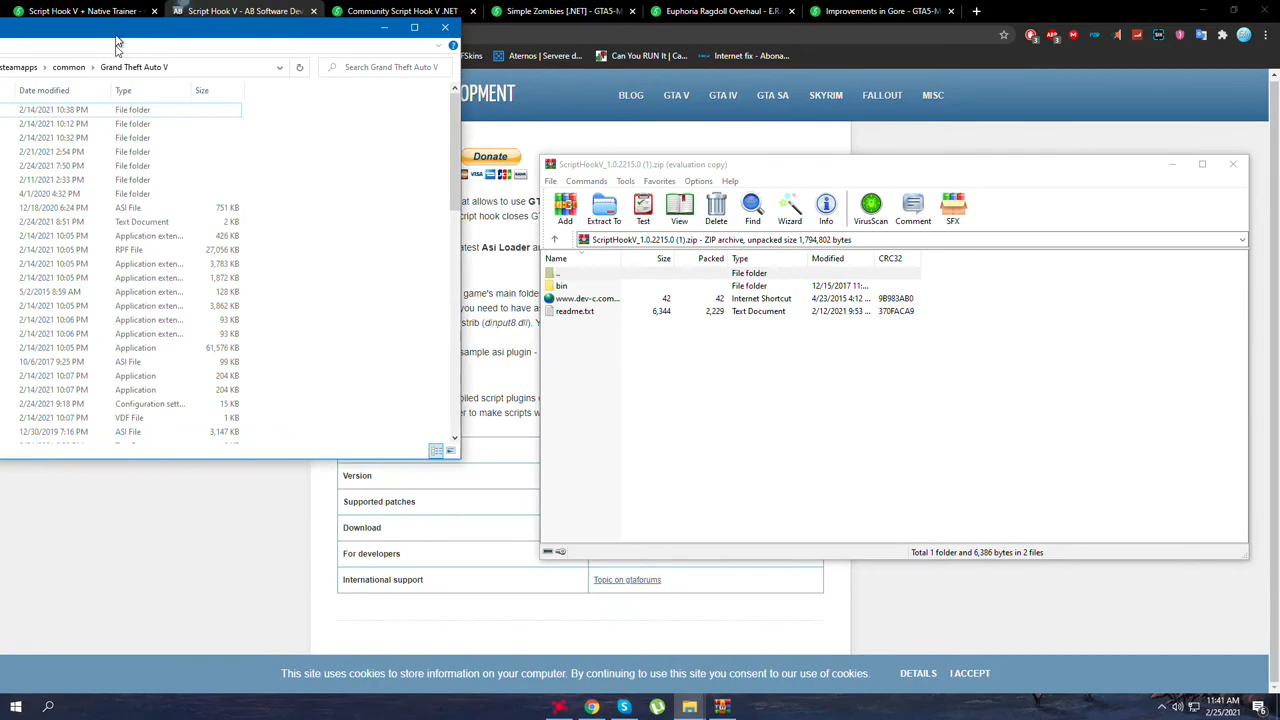 Script Hook V + Native Trainer -
Script Hook V - AB Software Dev
Community Script Hook V .NET
Simple Zombies [.NET] - GTA5-M
Euphoria Ragdoll Overhaul - E.R.
Improvements in Gore - GTA5-M
FSkins
Aternos | Servere d...
Can You RUN It | Ca...
Internet fix - Abona...
steamapps
common
Grand Theft Auto V
Search Grand Theft Auto V
Date modified
Type
Size
2/14/2021 10:38 PM File folder
2/14/2021 10:12 PM File folder
2/14/2021 10:32 PM File folder
2/21/2021 2:54 PM File folder
2/24/2021 7:50 PM File folder
2/11/2021 2:33 PM File folder
4/1/2020 4:32 PM File folder
12/18/2020 6:24 PM ASI File 751 KB
2/24/2021 8:51 PM Text Document 2 KB
2/14/2021 10:05 PM Application exten... 426 KB
2/14/2021 10:05 PM RPF File 27,056 KB
2/14/2021 10:05 PM Application exten... 3,783 KB
2/14/2021 10:05 PM Application exten... 1,872 KB
5/2/2015 8:59 AM Application exten... 128 KB
2/14/2021 10:05 PM Application exten... 3,862 KB
2/14/2021 10:06 PM Application exten... 93 KB
2/14/2021 10:06 PM Application exten... 93 KB
2/14/2021 10:05 PM Application 61,576 KB
10/6/2017 9:25 PM ASI File 99 KB
2/14/2021 10:07 PM Application 204 KB
2/14/2021 10:07 PM Application 204 KB
2/24/2021 9:18 PM Configuration sett... 15 KB
2/14/2021 10:07 PM VDF File 1 KB
12/30/2019 7:16 PM ASI File 3,147 KB
OPMENT
BLOG GTA V GTA IV GTA SA SKYRIM FALLOUT MISC
Donate
VISA
that allows to use GT
script hook closes GT
atest Asi Loader an
game's main folde
you need to have as
strib (dinput8.dll). Y
sample asi plugin -
piled script plugins
er to make scripts w
Version
Supported patches
Download
For developers
International support
Topic on gtaforums
ScriptHookV_1.0.2215.0 (1).zip (evaluation copy)
File Commands Tools Favorites Options Help
Add Extract To Test View Delete Find Wizard Info VirusScan Comment SFX
ScriptHookV_1.0.2215.0 (1).zip - ZIP archive, unpacked size 1,794,802 bytes
Name Size Packed Type Modified CRC32
.. File folder
bin File folder 12/15/2017 11:...
www.dev-c.com... 42 42 Internet Shortcut 4/23/2015 4:12 ... 9B983AB0
readme.txt 6,344 2,229 Text Document 2/12/2021 9:53 ... 370FACA9
Total 1 folder and 6,386 bytes in 2 files
This site uses cookies to store information on your computer. By continuing to use this site you consent to our use of cookies.
DETAILS
I ACCEPT
11:41 AM
2/25/2021